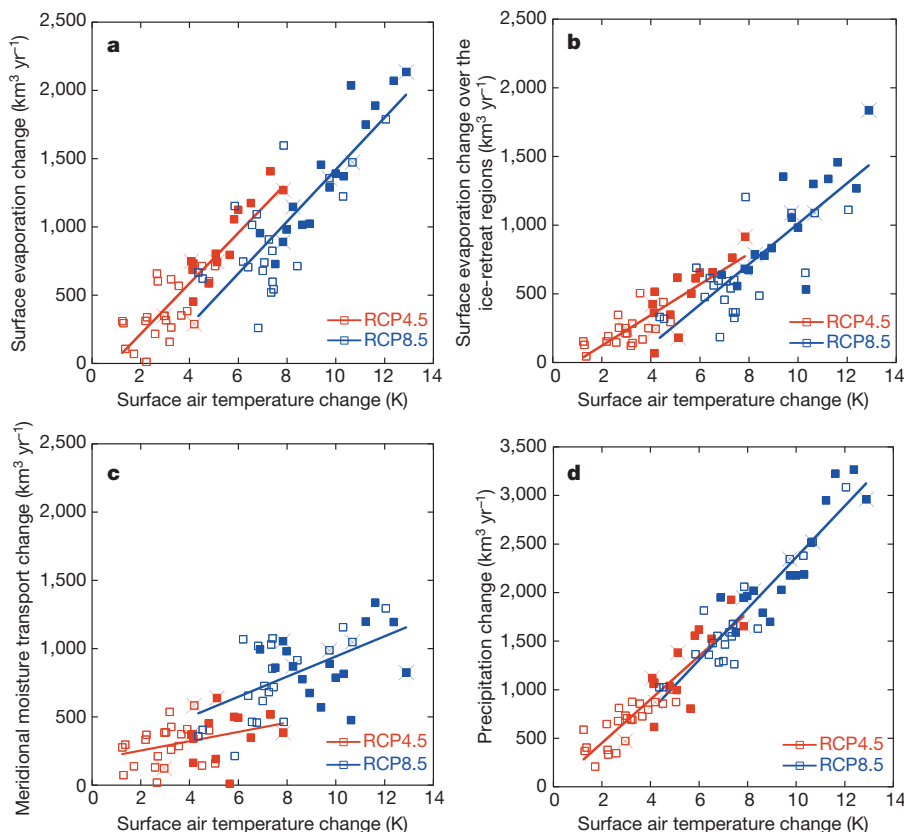 a
Surface evaporation change (km³ yr⁻¹)
2,500
2,000
1,500
1,000
500
0
RCP4.5
RCP8.5
0 2 4 6 8 10 12 14
Surface air temperature change (K)
b
Surface evaporation change over the
ice-retreat regions (km³ yr⁻¹)
2,500
2,000
1,500
1,000
500
0
RCP4.5
RCP8.5
0 2 4 6 8 10 12 14
Surface air temperature change (K)
c
Meridional moisture transport change (km³ yr⁻¹)
2,500
2,000
1,500
1,000
500
0
RCP4.5
RCP8.5
0 2 4 6 8 10 12 14
Surface air temperature change (K)
d
Precipitation change (km³ yr⁻¹)
3,500
3,000
2,500
2,000
1,500
1,000
500
0
RCP4.5
RCP8.5
0 2 4 6 8 10 12 14
Surface air temperature change (K)